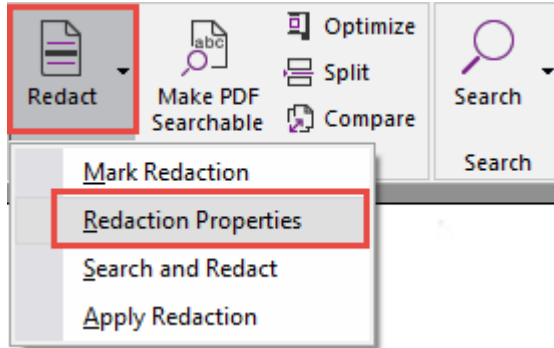 Redact
abc
Make PDF
Searchable
Optimize
Split
Compare
Search
Search
Mark Redaction
Redaction Properties
Search and Redact
Apply Redaction